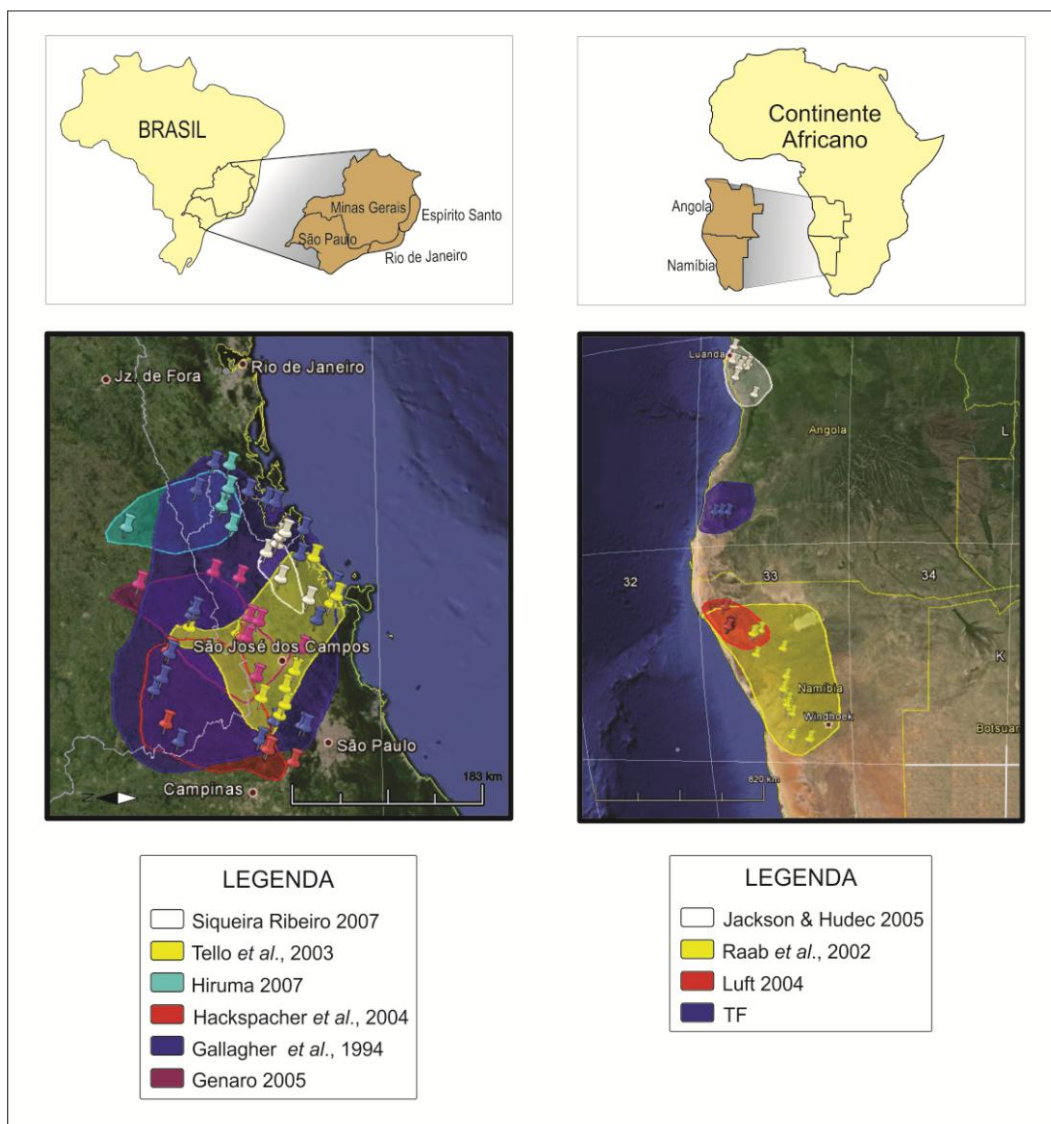 BRASIL
Minas Gerais
Espírito Santo
São Paulo
Rio de Janeiro
Continente
Africano
Angola
Namíbia
Jz. de Fora
Rio de Janeiro
São José dos Campos
São Paulo
183 km
Campinas
N
Luanda
Angola
L
32
33
34
K
Namíbia
Windhoek
Botsuan
620 km
LEGENDA
Siqueira Ribeiro 2007
Tello et al., 2003
Hiruma 2007
Hackspacher et al., 2004
Gallagher et al., 1994
Genaro 2005
LEGENDA
Jackson & Hudec 2005
Raab et al., 2002
Luft 2004
TF